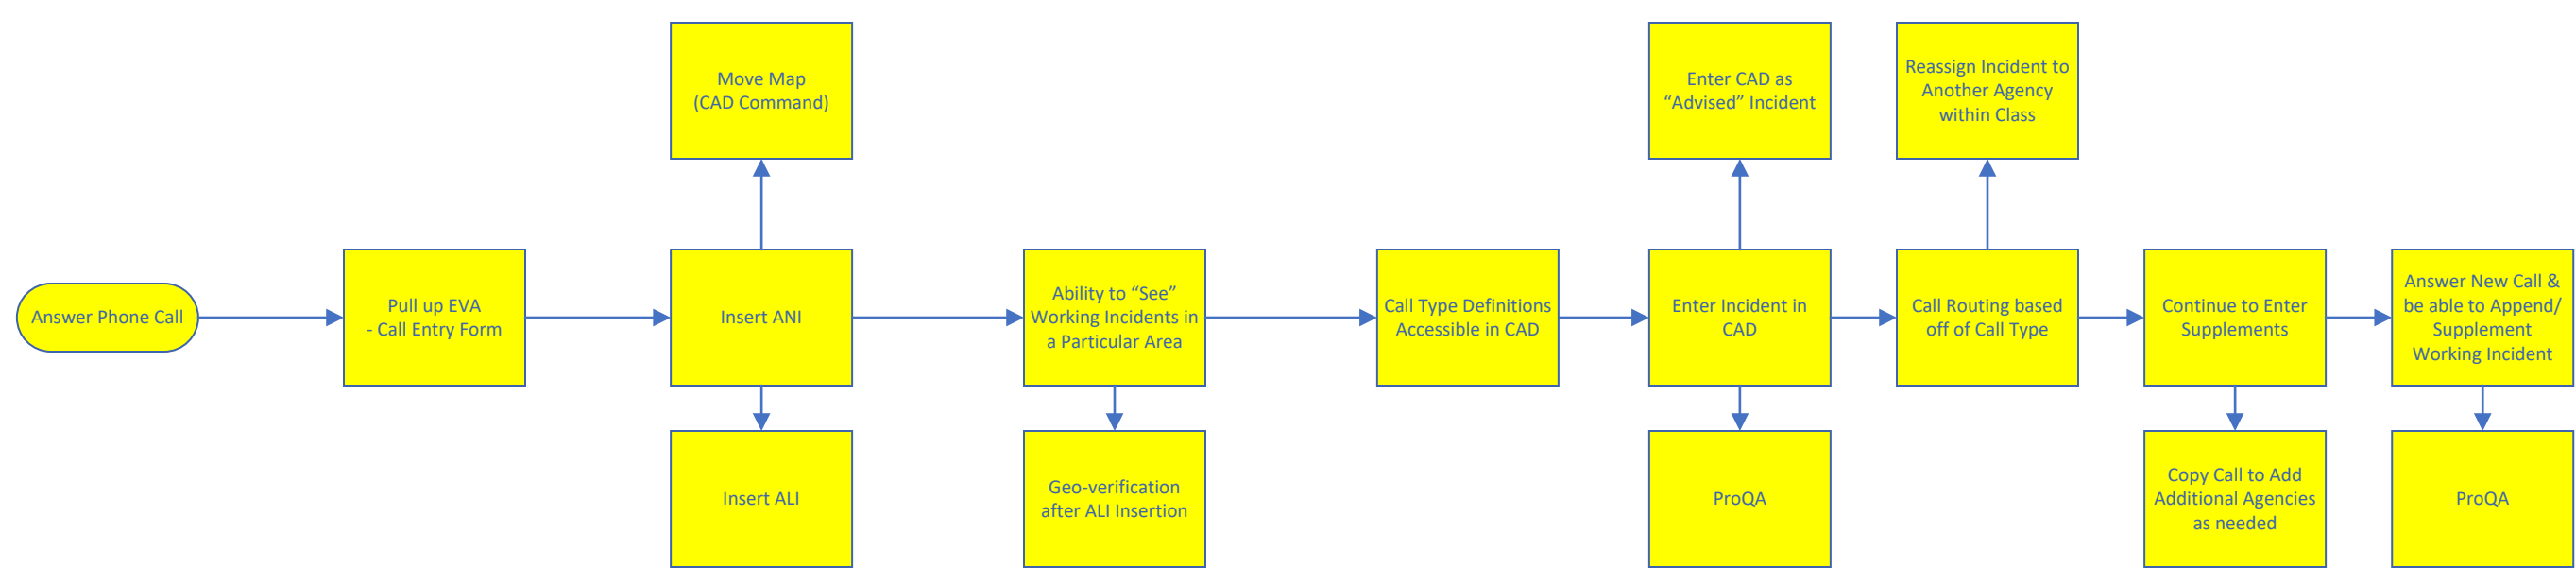 Move Map
(CAD Command)
Enter CAD as
“Advised” Incident
Reassign Incident to
Another Agency
within Class
Answer Phone Call
Pull up EVA
- Call Entry Form
Insert ANI
Ability to “See”
Working Incidents in
a Particular Area
Call Type Definitions
Accessible in CAD
Enter Incident in
CAD
Call Routing based
off of Call Type
Continue to Enter
Supplements
Answer New Call &
be able to Append/
Supplement
Working Incident
Insert ALI
Geo-verification
after ALI Insertion
ProQA
Copy Call to Add
Additional Agencies
as needed
ProQA